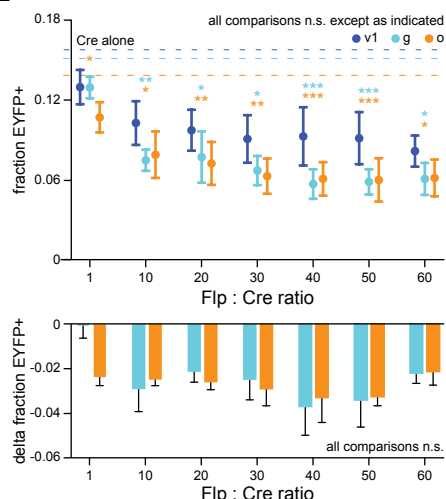 all comparisons n.s. except as indicated
v1 g o
0.18
Cre alone
*
** * * *** *** *
* ** ** *** *** *
0.12
fraction EYFP+
0.06
0
1 10 20 30 40 50 60
Flp : Cre ratio
0
-0.02
delta fraction EYFP+
-0.04
all comparisons n.s.
-0.06
1 10 20 30 40 50 60
Flp : Cre ratio